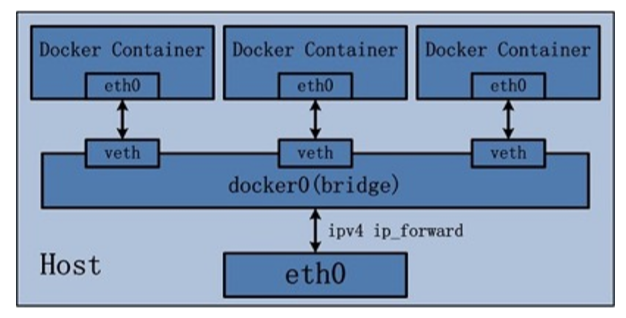 Docker Container
eth0
Docker Container
eth0
Docker Container
eth0
veth
veth
veth
docker0(bridge)
ipv4 ip_forward
Host
eth0